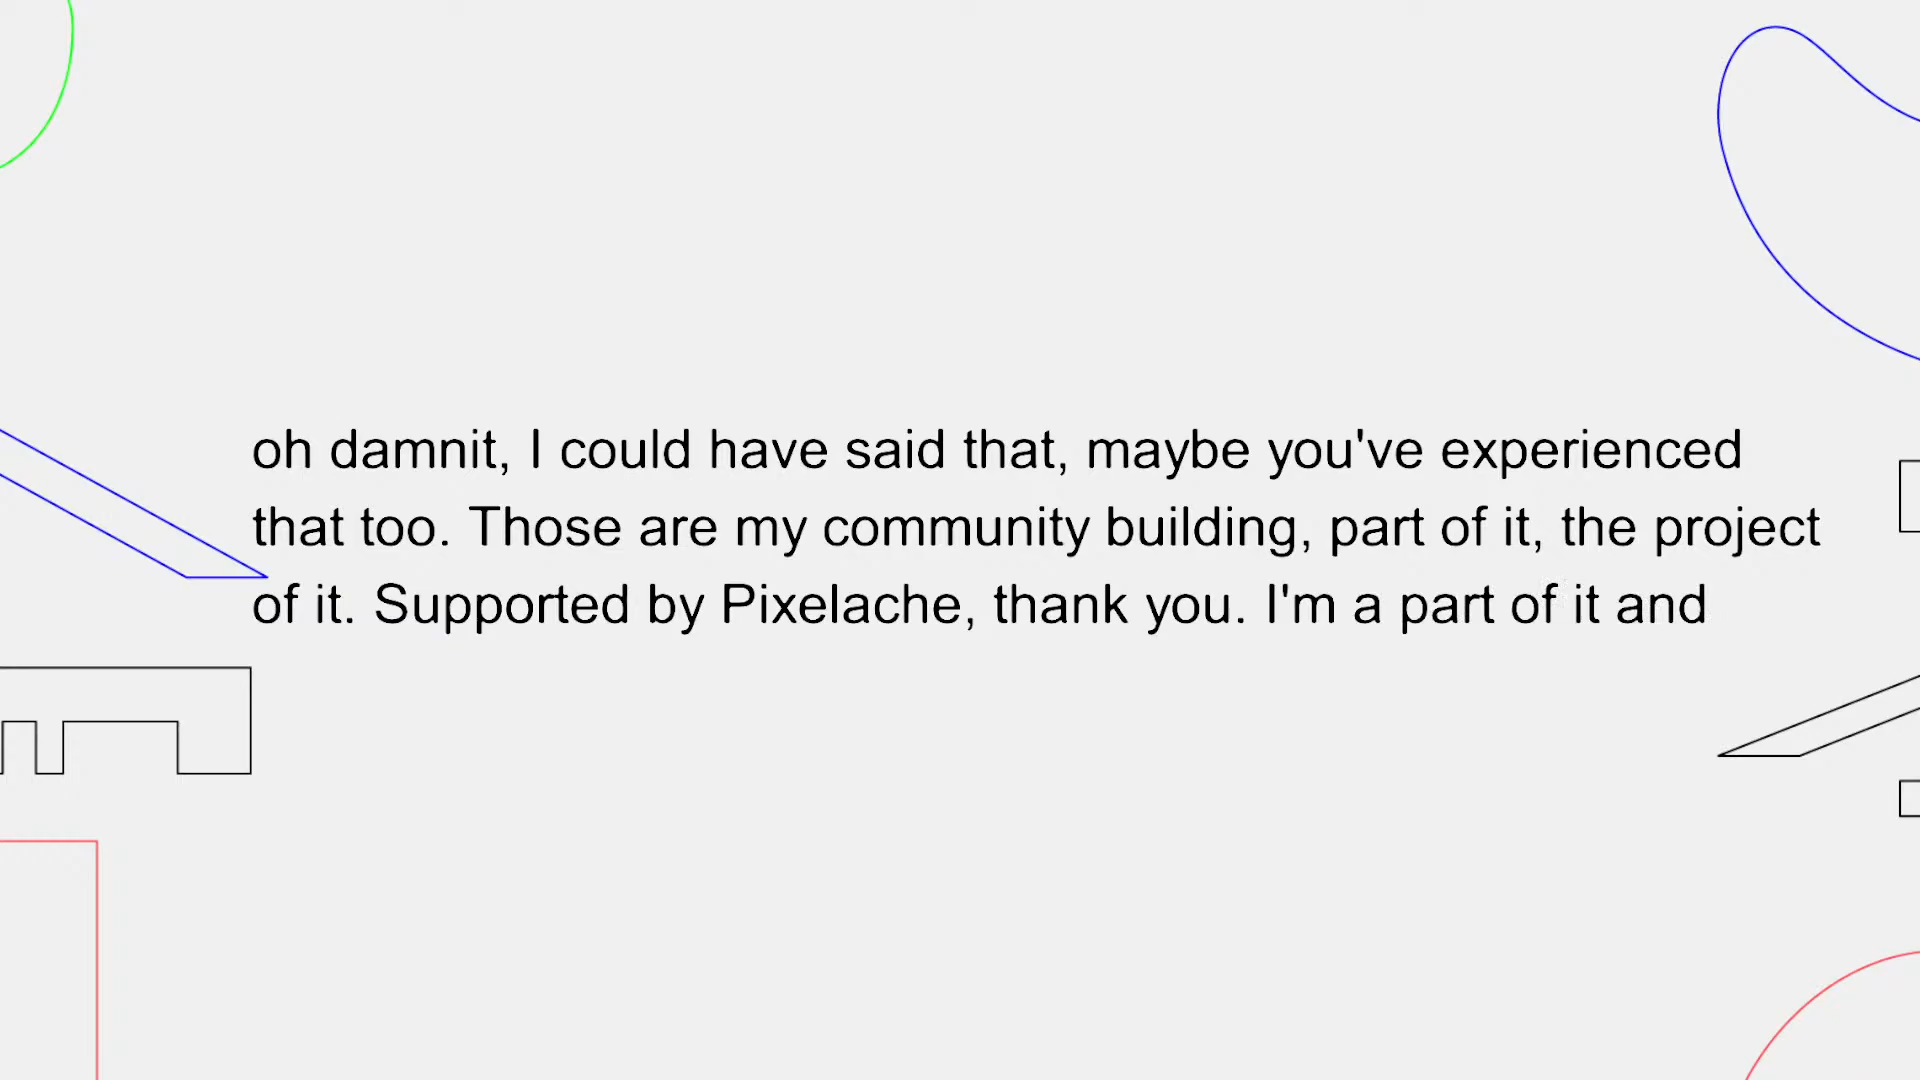 oh damnit, I could have said that, maybe you've experienced
that too. Those are my community building, part of it, the project
of it. Supported by Pixelache, thank you. I'm a part of it and